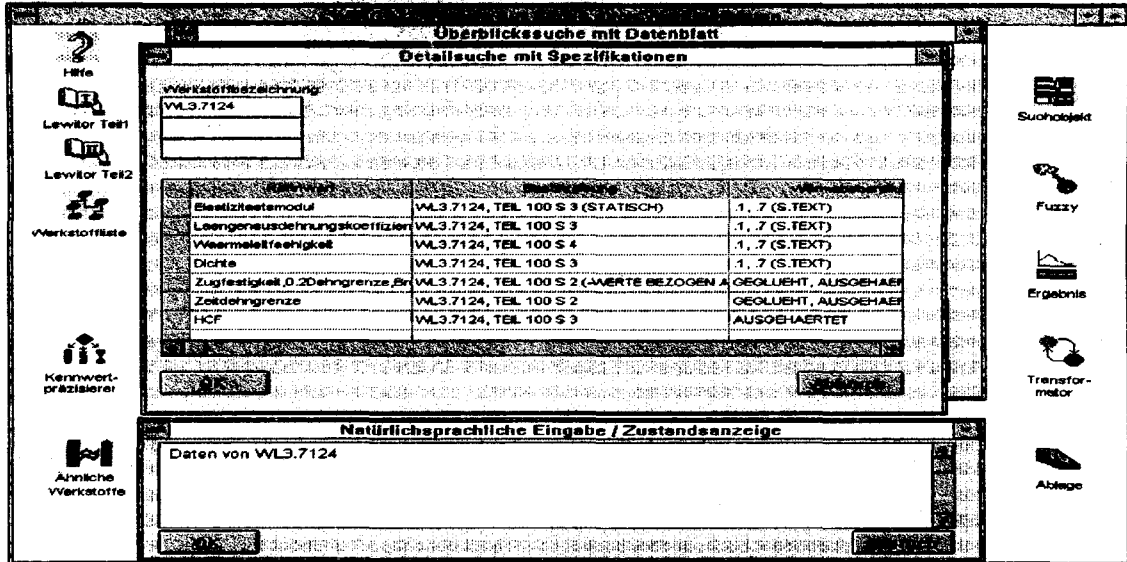 Überblickssuche mit Datenblatt
Detailsuche mit Spezifikationen
Hilfe
Lewitor Teil1
Lewitor Teil2
Werkstoffliste
Kennwert-
präzisierer
Ähnliche
Werkstoffe
Werkstoffbezeichnung:
WL3.7124
Kennwert
Elastizitaetsmodul WL3.7124, TEIL 100 S 3 (STATISCH) .1, .7 (S.TEXT)
Laengenausdehnungskoeffizien WL3.7124, TEIL 100 S 3 .1, .7 (S.TEXT)
Waermeleitfaehigkeit WL3.7124, TEIL 100 S 4 .1, .7 (S.TEXT)
Dichte WL3.7124, TEIL 100 S 3 .1, .7 (S.TEXT)
Zugfestigkeit,0.2Dehngrenze,Br WL3.7124, TEIL 100 S 2 (-WERTE BEZOGEN A GEGLUEHT, AUSGEHAER
Zeitdehngrenze WL3.7124, TEIL 100 S 2 GEGLUEHT, AUSGEHAER
HCF WL3.7124, TEIL 100 S 3 AUSGEHAERTET
OK
Natürlichsprachliche Eingabe / Zustandsanzeige
Daten von WL3.7124
OK
Suchobjekt
Fuzzy
Ergebnis
Transfor-
mator
Ablage